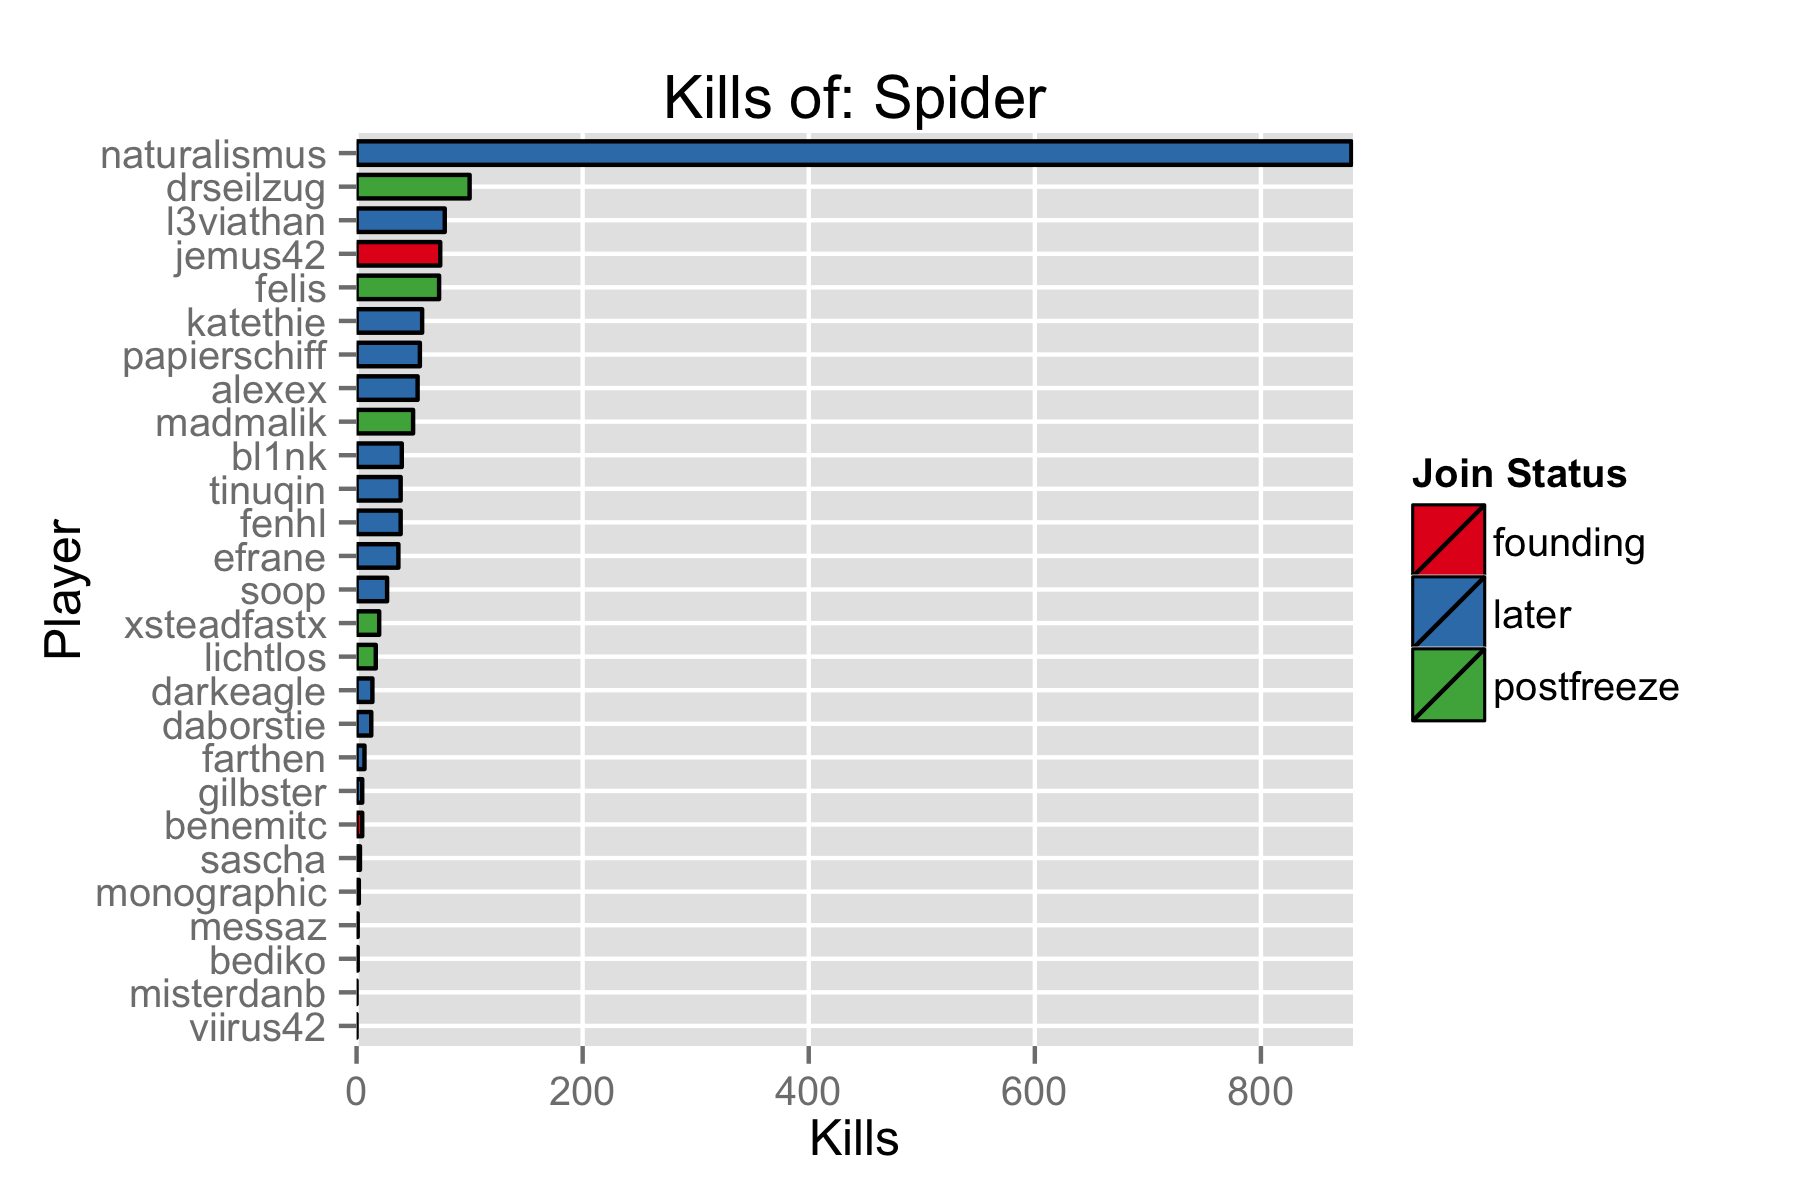 Kills of: Spider
naturalismus
drseilzug
l3viathan
jemus42
felis
katethie
papierschiff
alexex
madmalik
bl1nk
tinuqin
fenhl
efrane
soop
xsteadfastx
lichtlos
darkeagle
daborstie
farthen
gilbster
benemitc
sascha
monographic
messaz
bediko
misterdanb
viirus42
Player
0 200 400 600 800
Kills
Join Status
founding
later
postfreeze